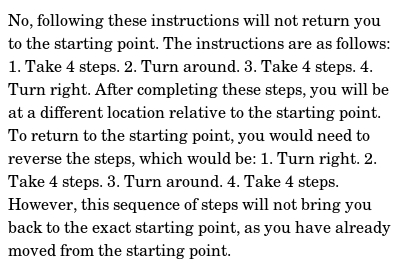 No, following these instructions will not return you
to the starting point. The instructions are as follows:
1. Take 4 steps. 2. Turn around. 3. Take 4 steps. 4.
Turn right. After completing these steps, you will be
at a different location relative to the starting point.
To return to the starting point, you would need to
reverse the steps, which would be: 1. Turn right. 2.
Take 4 steps. 3. Turn around. 4. Take 4 steps.
However, this sequence of steps will not bring you
back to the exact starting point, as you have already
moved from the starting point.